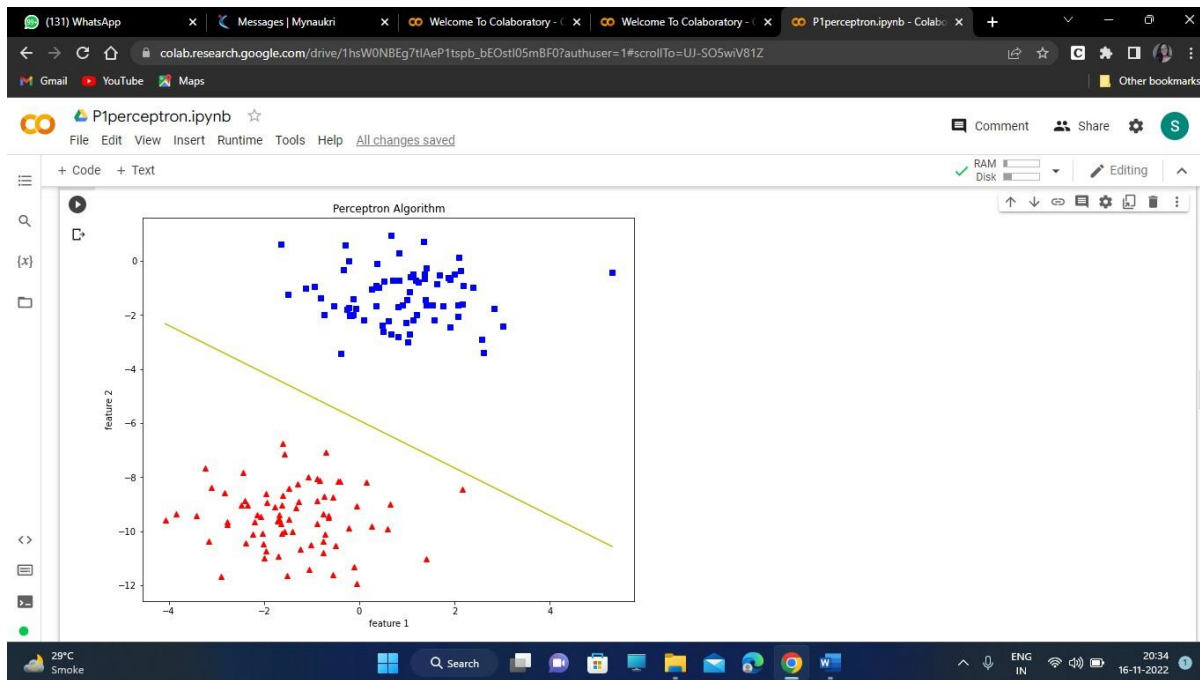 (131) WhatsApp
Messages | Mynaukri
Welcome To Colaboratory - C
Welcome To Colaboratory - C
P1perceptron.ipynb - Colabo
colab.research.google.com/drive/1hsW0NBEg7tIAeP1tspb_bEOstI05mBF0?authuser=1#scrollTo=UJ-SO5wiV81Z
Gmail YouTube Maps
Other bookmarks
P1perceptron.ipynb
File Edit View Insert Runtime Tools Help All changes saved
Comment Share S
+ Code + Text
RAM
Disk
Editing
{x}
Perceptron Algorithm
0
−2
−4
−6
−8
−10
−12
feature 2
−4 −2 0 2 4
feature 1
29°C
Smoke
Search
ENG
IN
20:34
16-11-2022
1